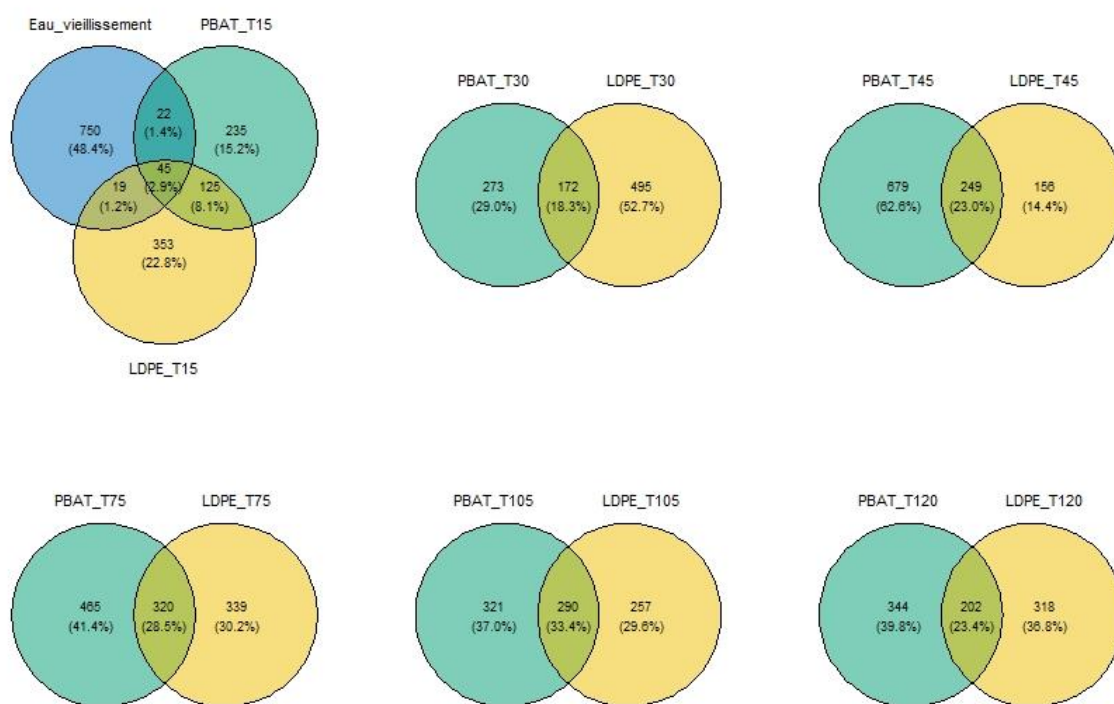 Eau_vieillissement PBAT_T15
22
(1.4%)
750
(48.4%)
235
(15.2%)
45
(2.9%)
19
(1.2%)
125
(8.1%)
353
(22.8%)
LDPE_T15
PBAT_T30 LDPE_T30
273 172 495
(29.0%) (18.3%) (52.7%)
PBAT_T45 LDPE_T45
679 249 156
(62.6%) (23.0%) (14.4%)
PBAT_T75 LDPE_T75
465 320 339
(41.4%) (28.5%) (30.2%)
PBAT_T105 LDPE_T105
321 290 257
(37.0%) (33.4%) (29.6%)
PBAT_T120 LDPE_T120
344 202 318
(39.8%) (23.4%) (36.8%)